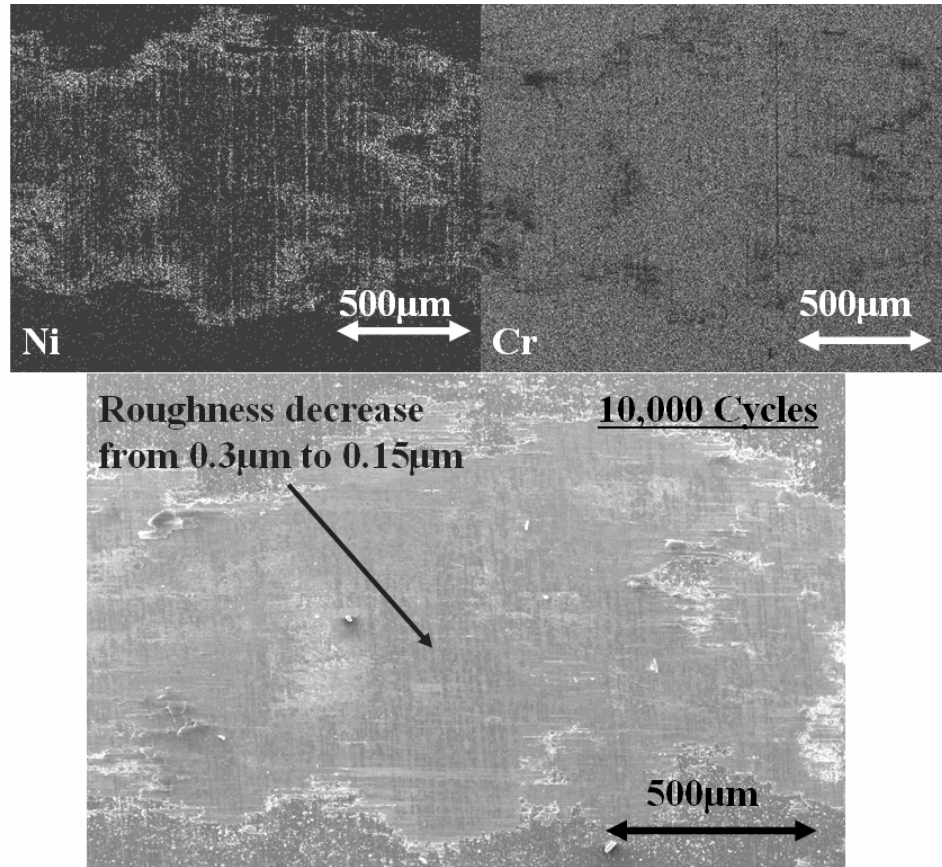 500μm
Ni
500μm
Cr
Roughness decrease
from 0.3μm to 0.15μm
10,000 Cycles
500μm